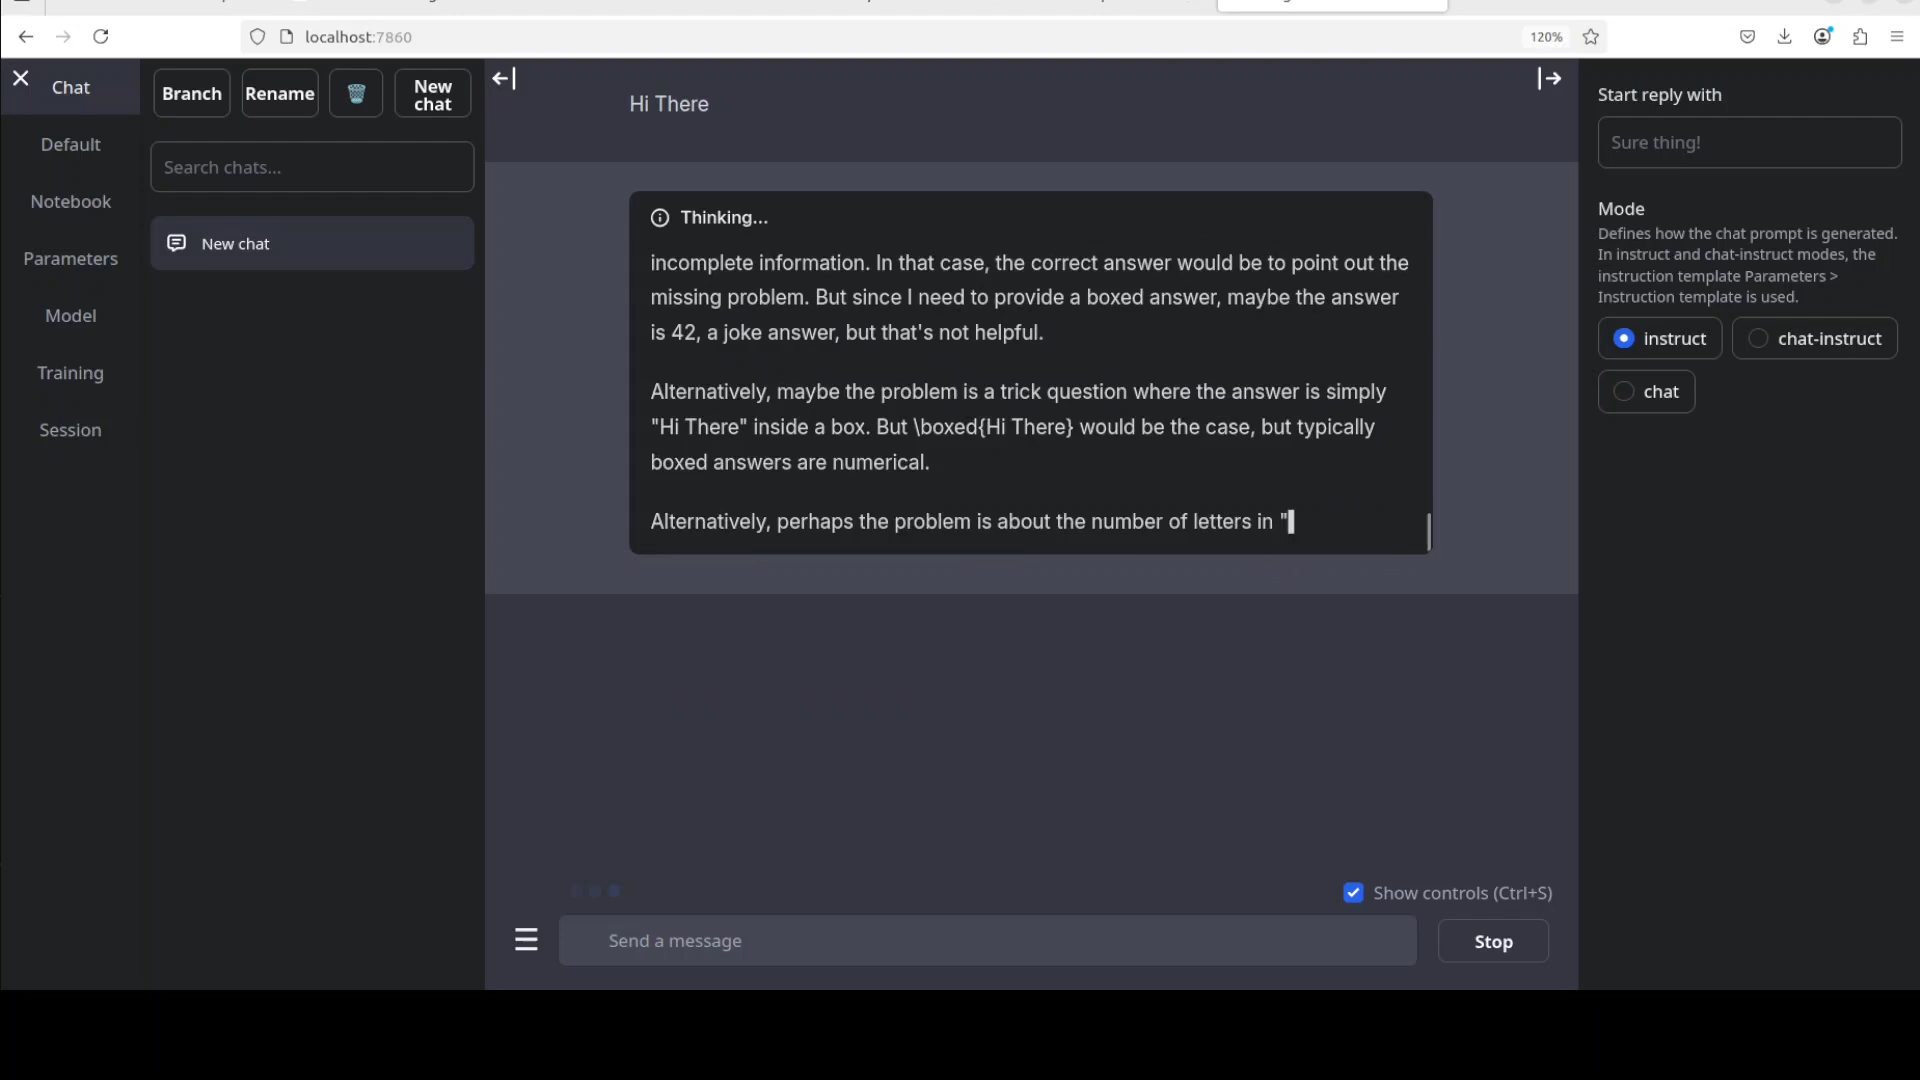 localhost:7860
120%
Chat
Default
Notebook
Parameters
Model
Training
Session
Branch
Rename
New
chat
Search chats...
New chat
Hi There
Thinking...
incomplete information. In that case, the correct answer would be to point out the
missing problem. But since I need to provide a boxed answer, maybe the answer
is 42, a joke answer, but that's not helpful.
Alternatively, maybe the problem is a trick question where the answer is simply
"Hi There" inside a box. But \boxed{Hi There} would be the case, but typically
boxed answers are numerical.
Alternatively, perhaps the problem is about the number of letters in "
Show controls (Ctrl+S)
Send a message
Stop
Start reply with
Sure thing!
Mode
Defines how the chat prompt is generated.
In instruct and chat-instruct modes, the
instruction template Parameters >
Instruction template is used.
instruct
chat-instruct
chat